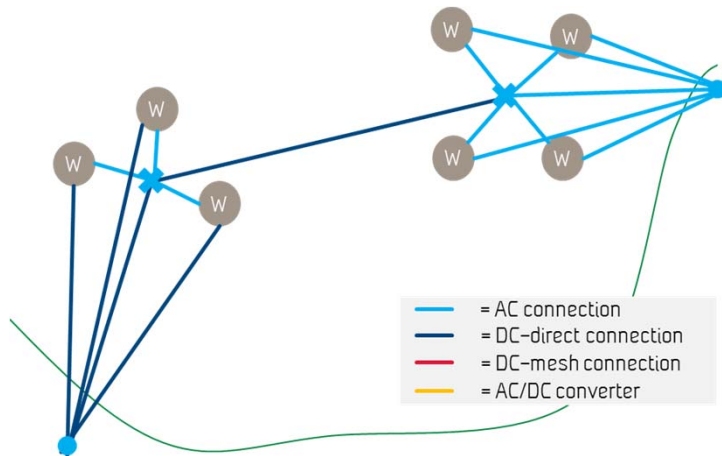 W
W
W
W
W
W
W
= AC connection
= DC-direct connection
= DC-mesh connection
= AC/DC converter